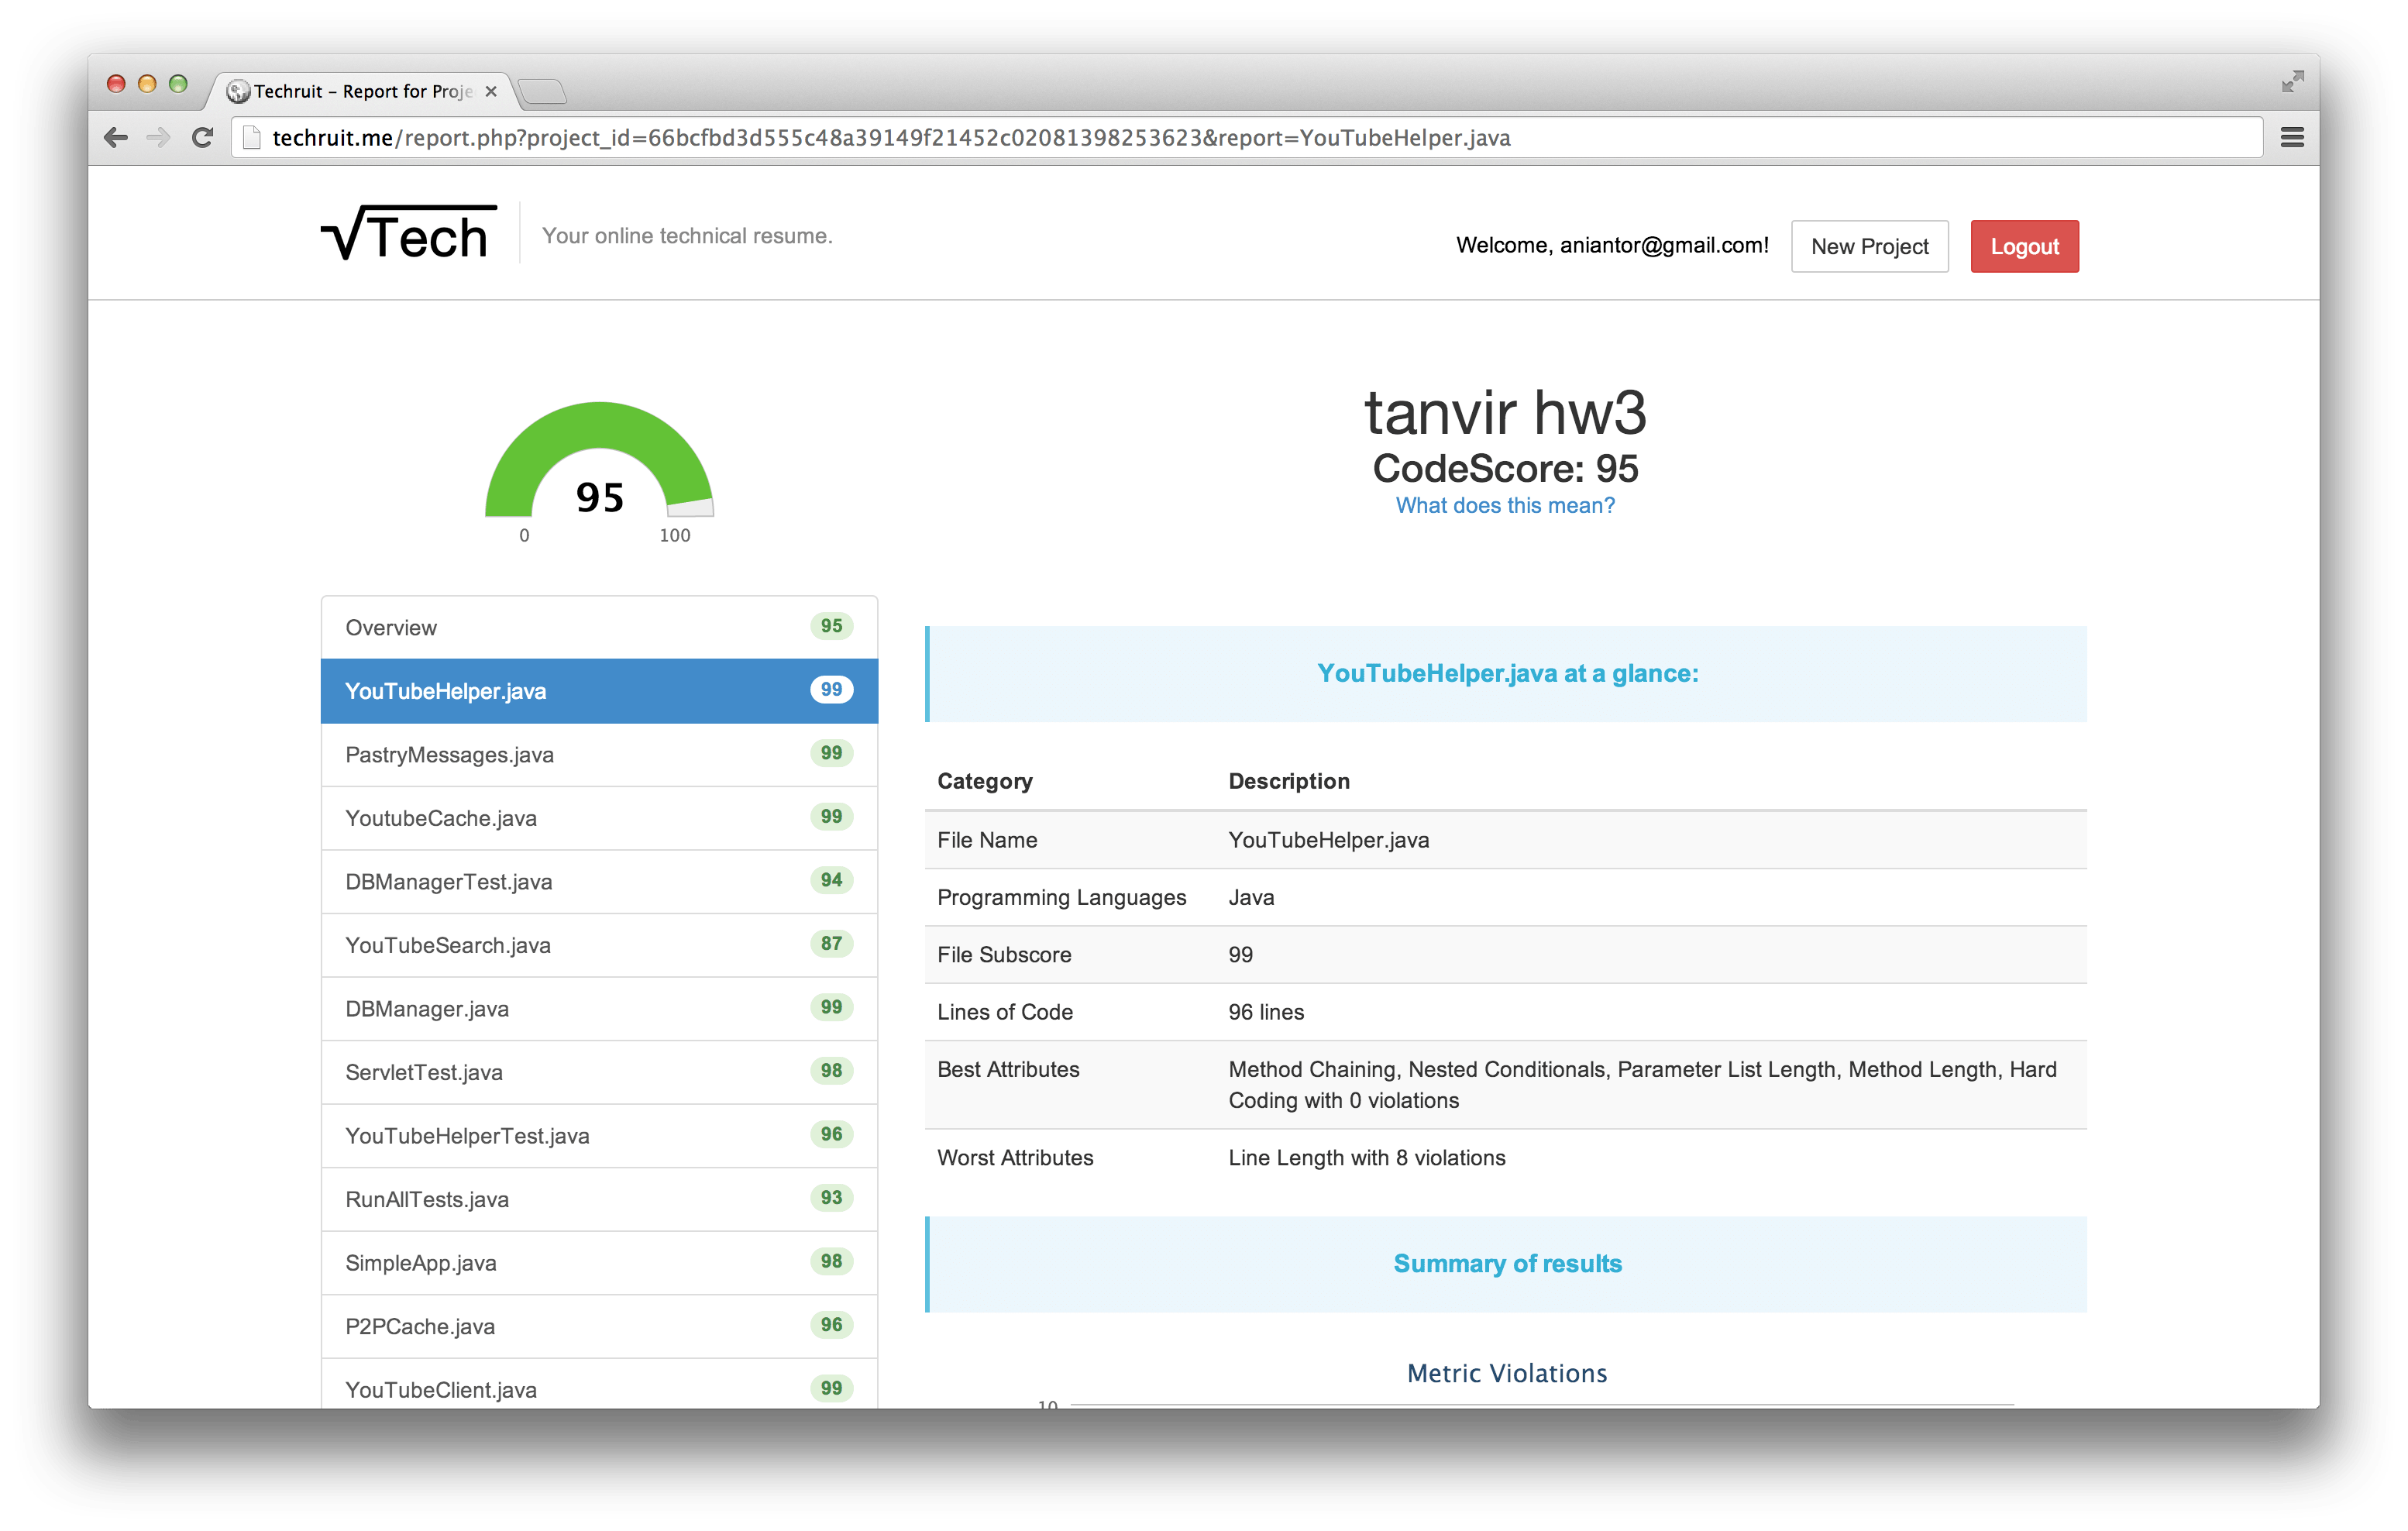 Techruit – Report for Proje
techruit.me/report.php?project_id=66bcfbd3d555c48a39149f21452c02081398253623&report=YouTubeHelper.java
√Tech
Your online technical resume.
Welcome, aniantor@gmail.com!
New Project
Logout
95
0
100
tanvir hw3
CodeScore: 95
What does this mean?
Overview 95
YouTubeHelper.java 99
PastryMessages.java 99
YoutubeCache.java 99
DBManagerTest.java 94
YouTubeSearch.java 87
DBManager.java 99
ServletTest.java 98
YouTubeHelperTest.java 96
RunAllTests.java 93
SimpleApp.java 98
P2PCache.java 96
YouTubeClient.java 99
YouTubeHelper.java at a glance:
Category Description
File Name YouTubeHelper.java
Programming Languages Java
File Subscore 99
Lines of Code 96 lines
Best Attributes Method Chaining, Nested Conditionals, Parameter List Length, Method Length, Hard
Coding with 0 violations
Worst Attributes Line Length with 8 violations
Summary of results
Metric Violations
10